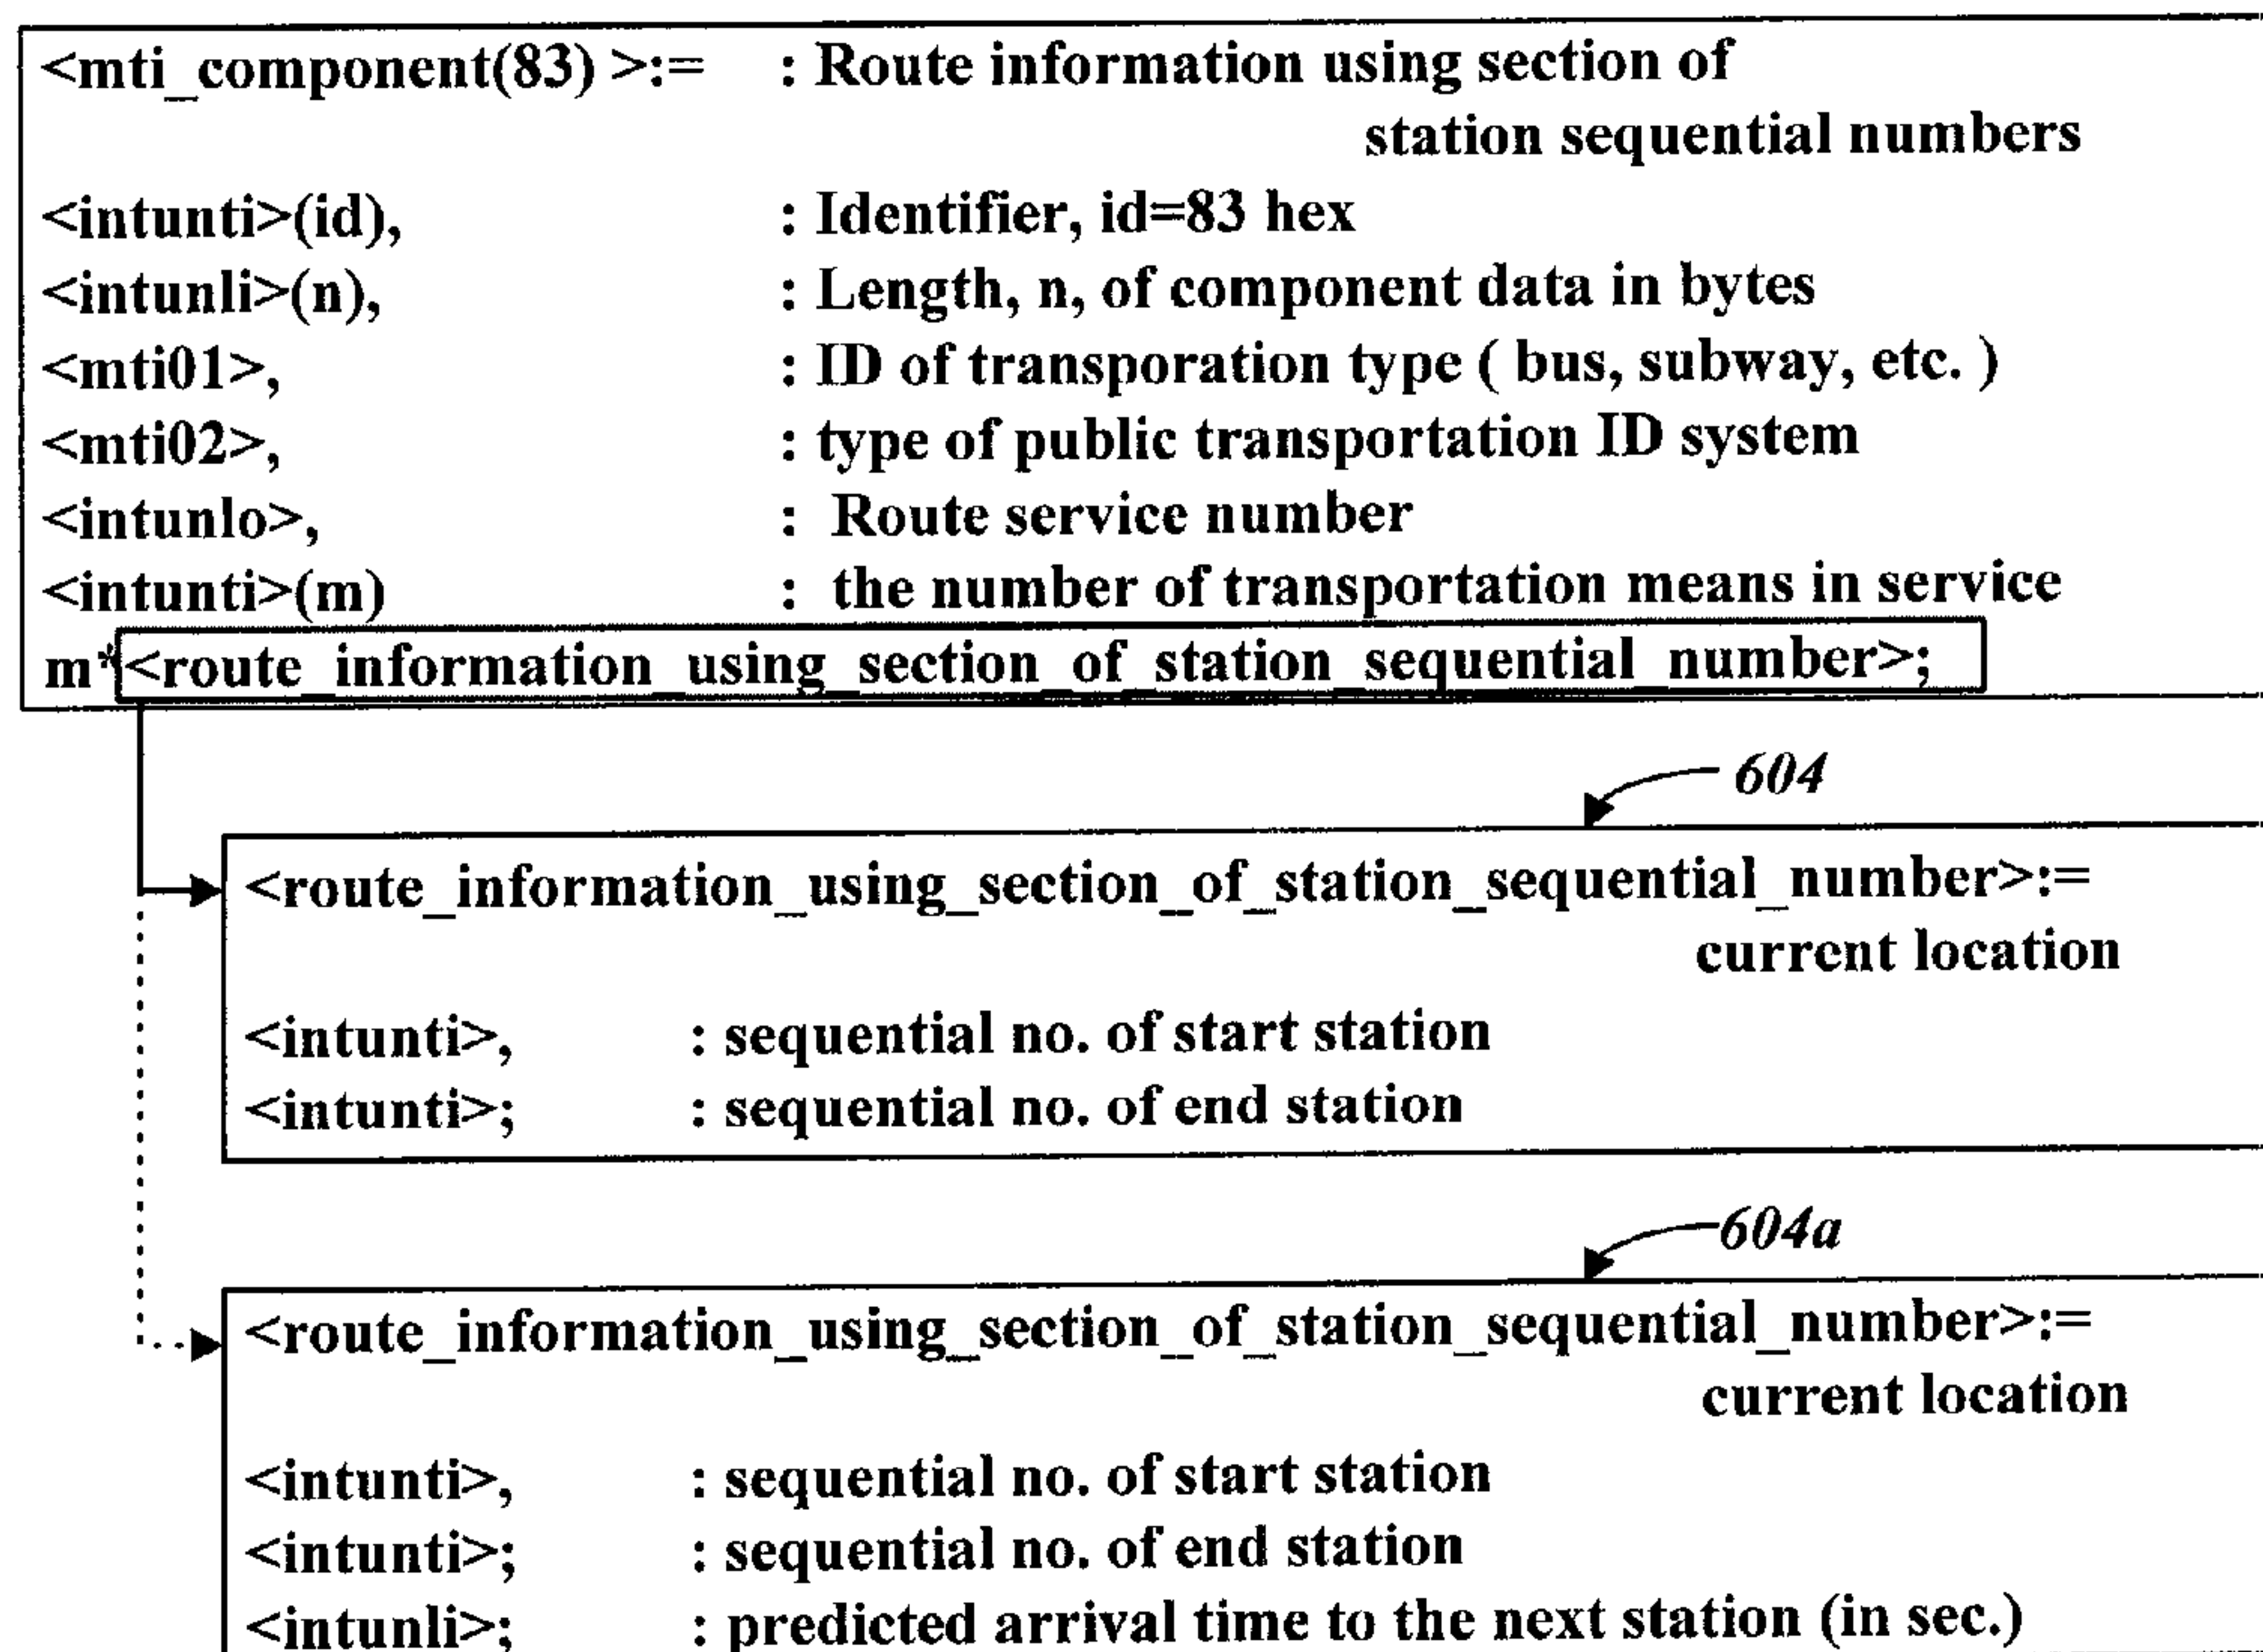 <mti_component(83) >:= : Route information using section of
station sequential numbers
<intunti>(id), : Identifier, id=83 hex
<intunli>(n), : Length, n, of component data in bytes
<mti01>, : ID of transporation type ( bus, subway, etc. )
<mti02>, : type of public transportation ID system
<intunlo>, : Route service number
<intunti>(m) : the number of transportation means in service
m*<route_information_using_section_of_station_sequential_number>;
604
<route_information_using_section_of_station_sequential_number>:=
current location
<intunti>, : sequential no. of start station
<intunti>; : sequential no. of end station
604a
<route_information_using_section_of_station_sequential_number>:=
current location
<intunti>, : sequential no. of start station
<intunti>; : sequential no. of end station
<intunli>; : predicted arrival time to the next station (in sec.)